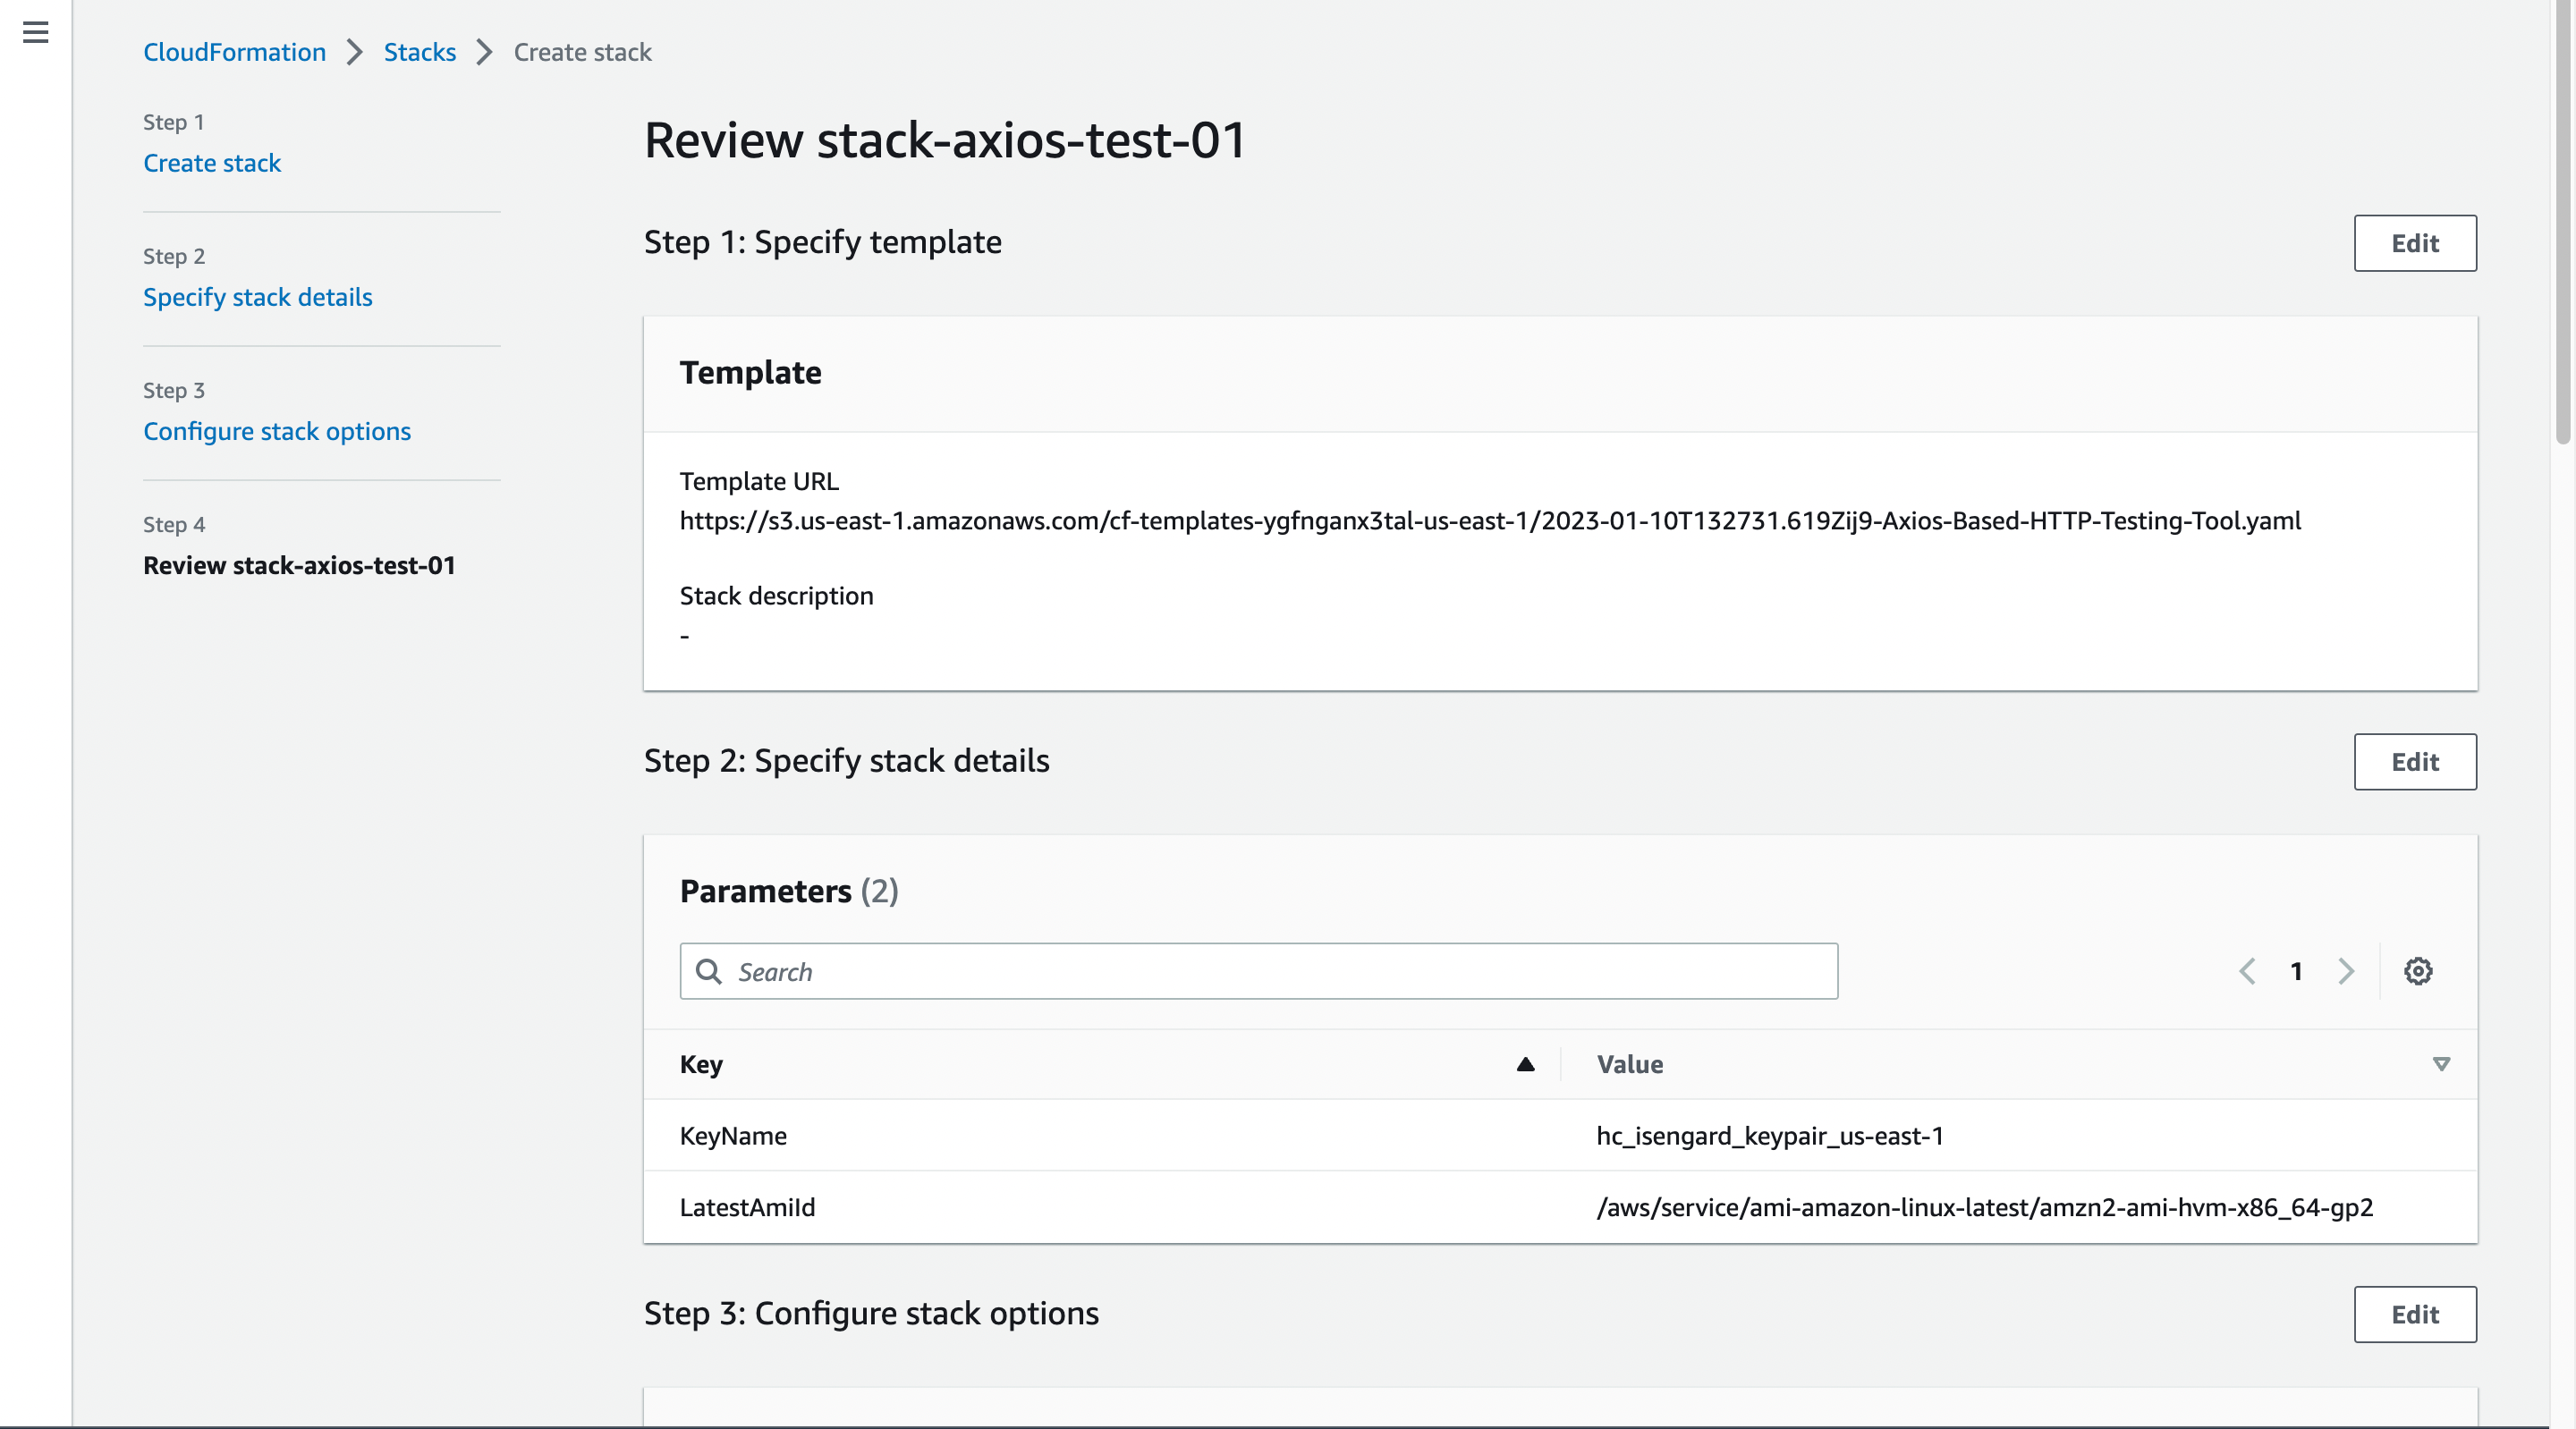 CloudFormation > Stacks > Create stack
Step 1
Create stack
Step 2
Specify stack details
Step 3
Configure stack options
Step 4
Review stack-axios-test-01
Review stack-axios-test-01
Step 1: Specify template
Edit
Template
Template URL
https://s3.us-east-1.amazonaws.com/cf-templates-ygfnganx3tal-us-east-1/2023-01-10T132731.619Zij9-Axios-Based-HTTP-Testing-Tool.yaml
Stack description
-
Step 2: Specify stack details
Edit
Parameters (2)
Search
1
Key
Value
KeyName
hc_isengard_keypair_us-east-1
LatestAmiId
/aws/service/ami-amazon-linux-latest/amzn2-ami-hvm-x86_64-gp2
Step 3: Configure stack options
Edit